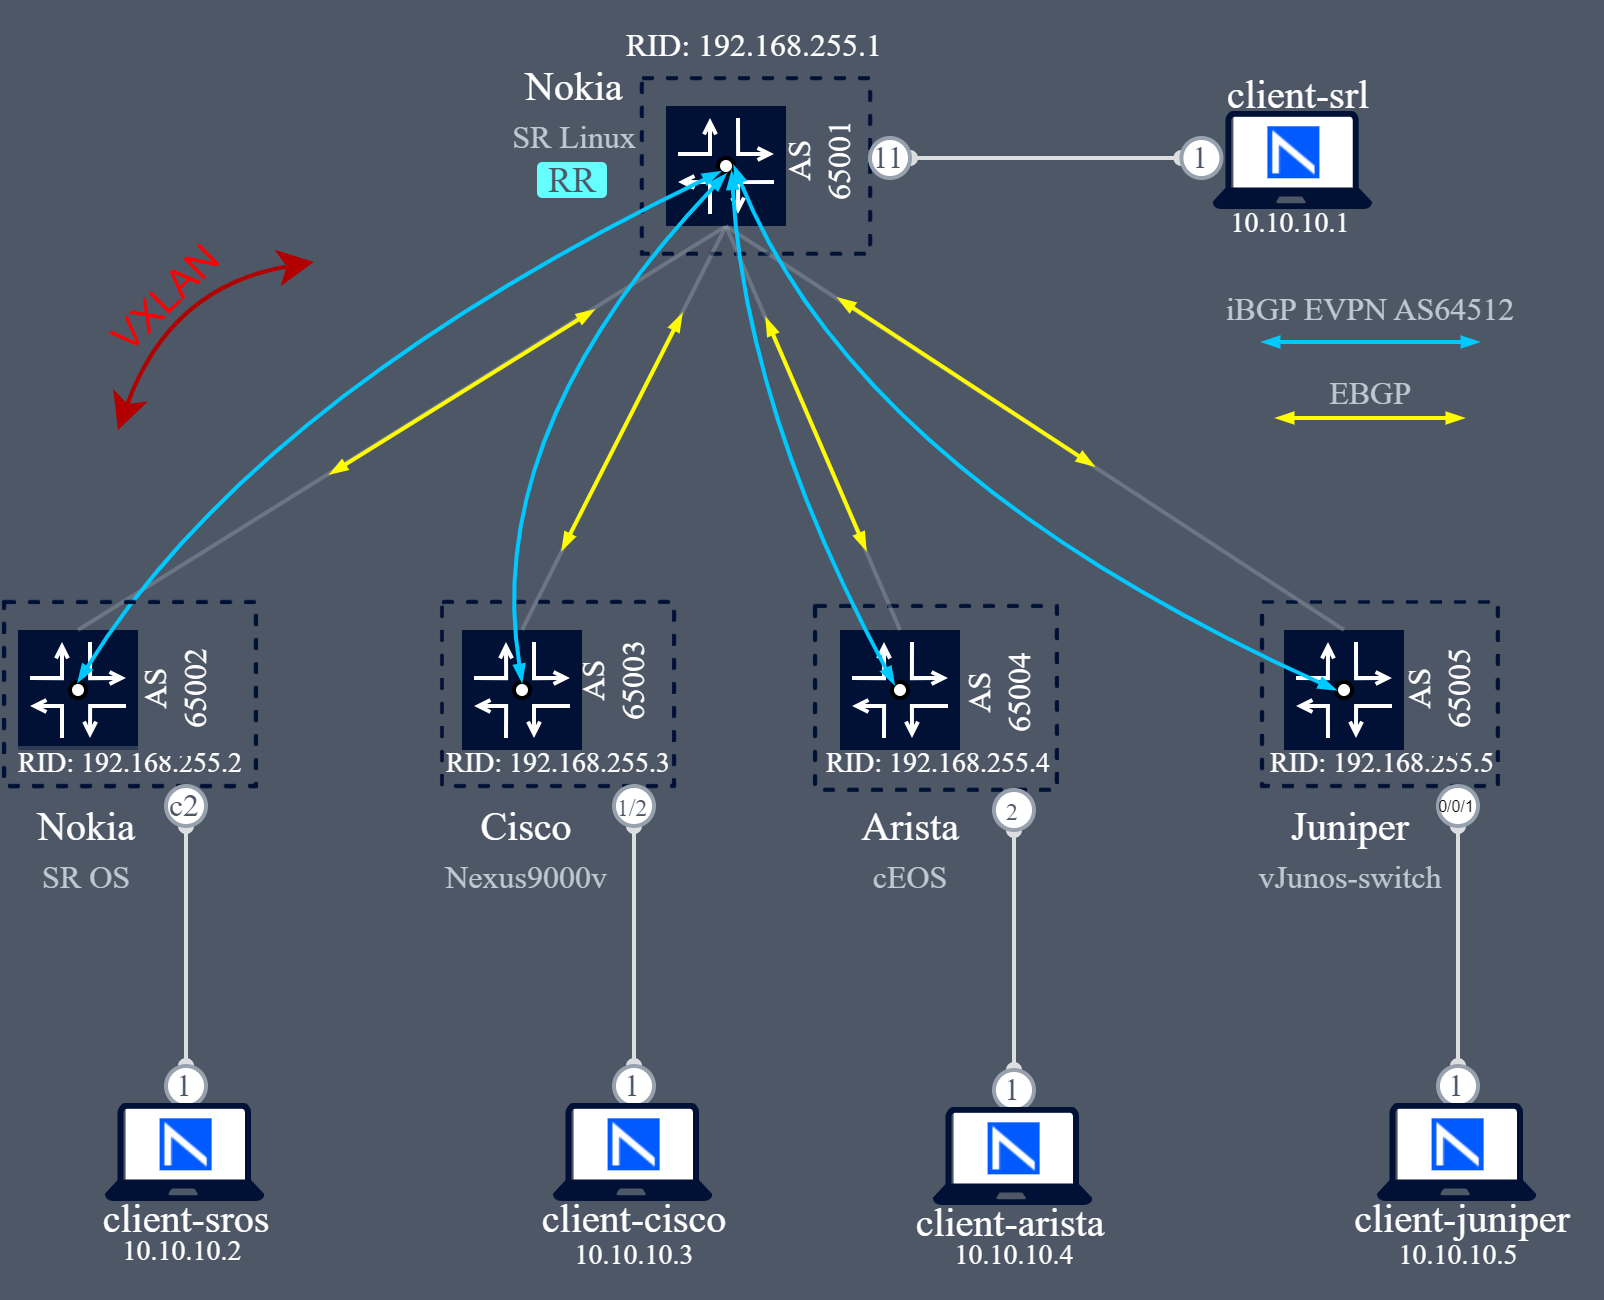 RID: 192.168.255.1
Nokia
SR Linux
RR
AS
65001
11
1
client-srl
10.10.10.1
VXLAN
iBGP EVPN AS64512
EBGP
AS
65002
RID: 192.168.255.2
c2
Nokia
SR OS
AS
65003
RID: 192.168.255.3
1/2
Cisco
Nexus9000v
AS
65004
RID: 192.168.255.4
2
Arista
cEOS
AS
65005
RID: 192.168.255.5
0/0/1
Juniper
vJunos-switch
1
client-sros
10.10.10.2
1
client-cisco
10.10.10.3
1
client-arista
10.10.10.4
1
client-juniper
10.10.10.5